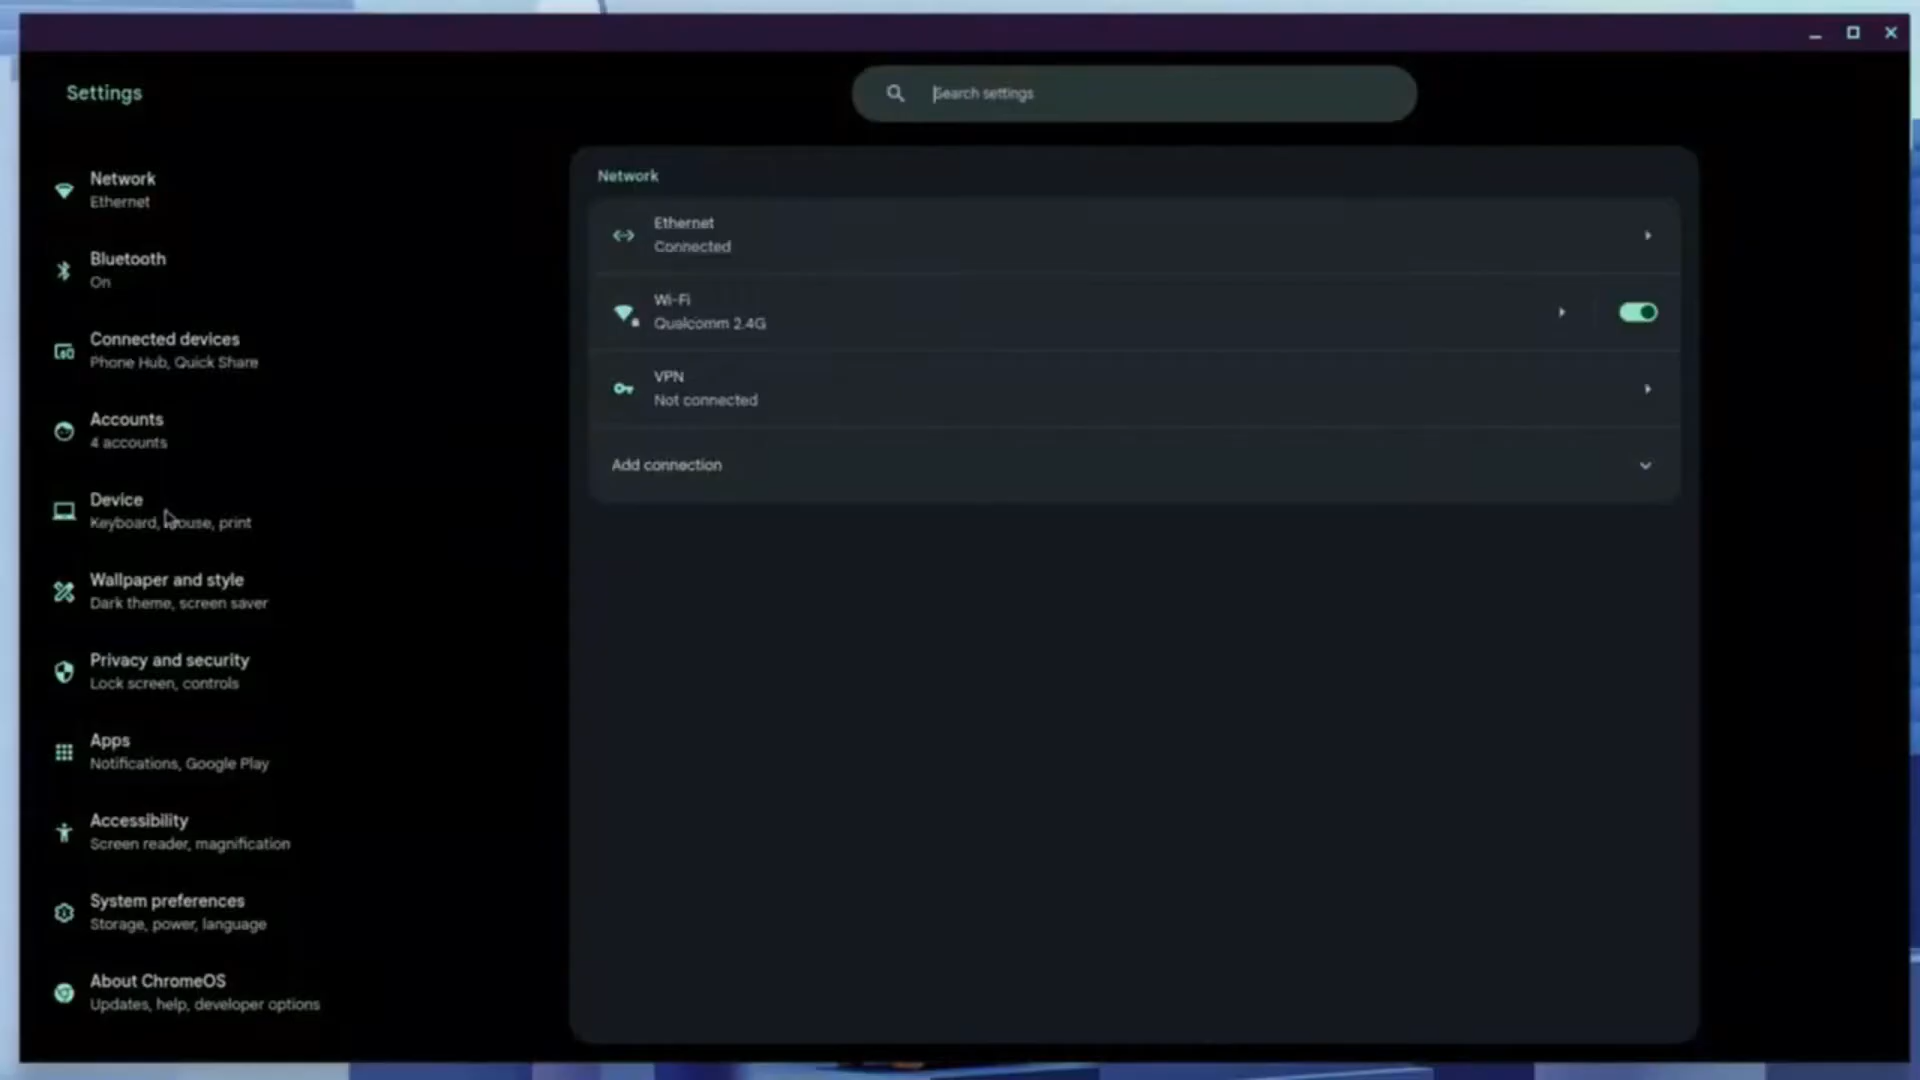 Settings
Search settings
Network
Ethernet
Bluetooth
On
Connected devices
Phone Hub, Quick Share
Accounts
4 accounts
Device
Keyboard, mouse, print
Wallpaper and style
Dark theme, screen saver
Privacy and security
Lock screen, controls
Apps
Notifications, Google Play
Accessibility
Screen reader, magnification
System preferences
Storage, power, language
About ChromeOS
Updates, help, developer options
Network
Ethernet
Connected
Wi-Fi
Qualcomm 2.4G
VPN
Not connected
Add connection